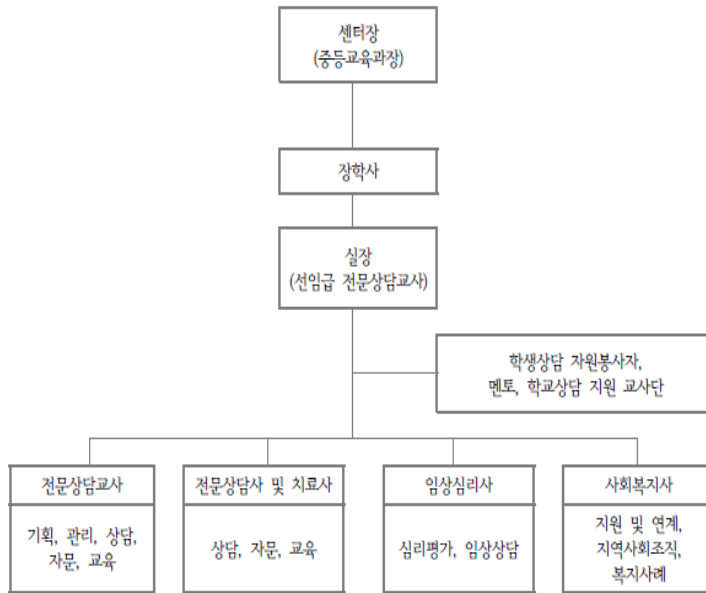 센터장
(중등교육과장)
장학사
실장
(선임급 전문상담교사)
학생상담 자원봉사자,
멘토, 학교상담 지원 교사단
전문상담교사
기획, 관리, 상담,
자문, 교육
전문상담사 및 치료사
상담, 자문, 교육
임상심리사
심리평가, 임상상담
사회복지사
지원 및 연계,
지역사회조직,
복지사례